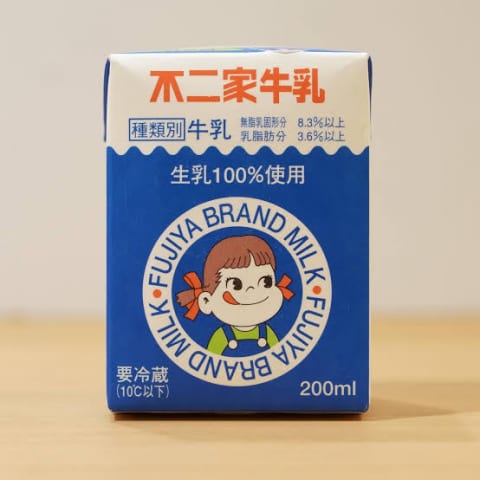 不二家牛乳
種類別 牛乳 無脂乳固形分 8.3%以上
乳脂肪分 3.6%以上
生乳100%使用
FUJIYA BRAND MILK・FUJIYA BRAND MILK・
要冷蔵
(10℃以下)
200ml